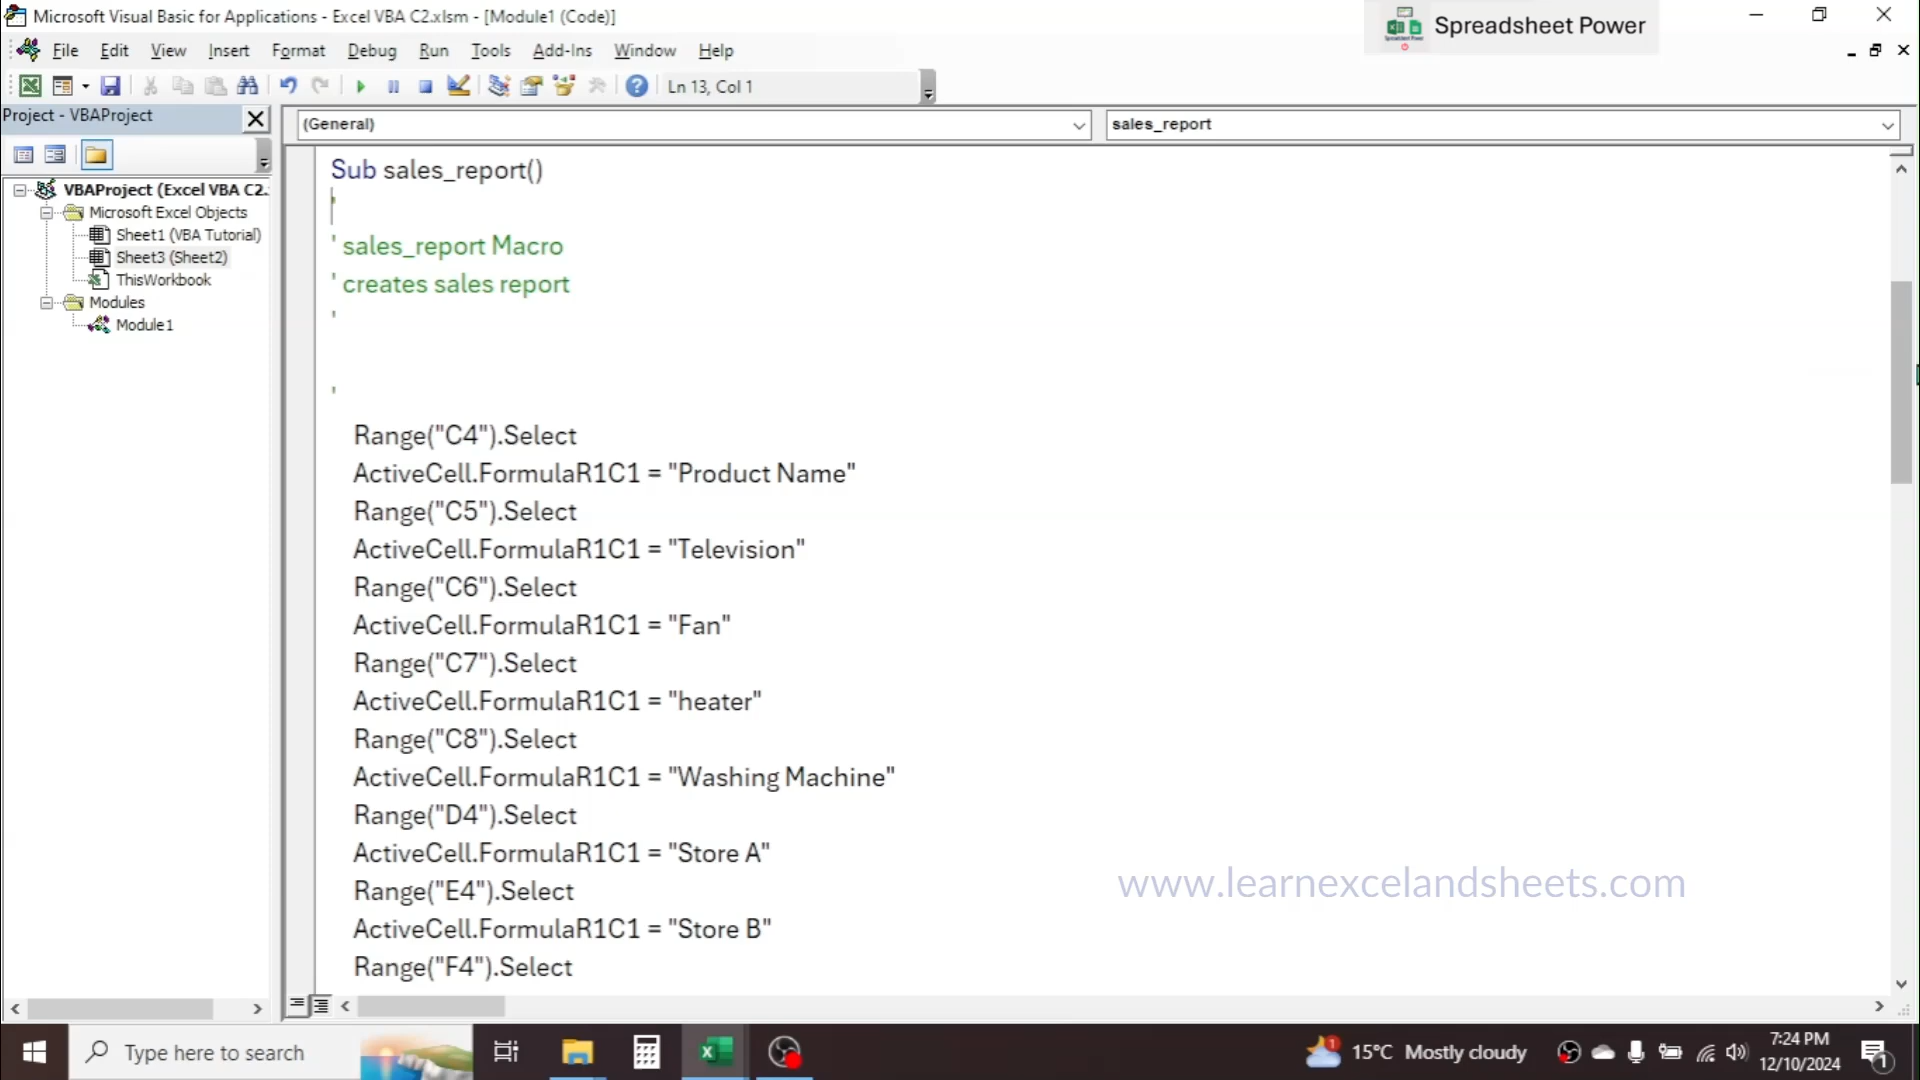 Microsoft Visual Basic for Applications - Excel VBA C2.xlsm - [Module1 (Code)]
Spreadsheet Power
File Edit View Insert Format Debug Run Tools Add-Ins Window Help
Ln 13, Col 1
Project - VBAProject
(General)
sales_report
VBAProject (Excel VBA C2.
Microsoft Excel Objects
Sheet1 (VBA Tutorial)
Sheet3 (Sheet2)
ThisWorkbook
Modules
Module1
Sub sales_report()
'
' sales_report Macro
' creates sales report
'
'
Range("C4").Select
ActiveCell.FormulaR1C1 = "Product Name"
Range("C5").Select
ActiveCell.FormulaR1C1 = "Television"
Range("C6").Select
ActiveCell.FormulaR1C1 = "Fan"
Range("C7").Select
ActiveCell.FormulaR1C1 = "heater"
Range("C8").Select
ActiveCell.FormulaR1C1 = "Washing Machine"
Range("D4").Select
ActiveCell.FormulaR1C1 = "Store A"
Range("E4").Select
ActiveCell.FormulaR1C1 = "Store B"
Range("F4").Select
www.learnexcelandsheets.com
Type here to search
1
15°C Mostly cloudy
7:24 PM
12/10/2024
1